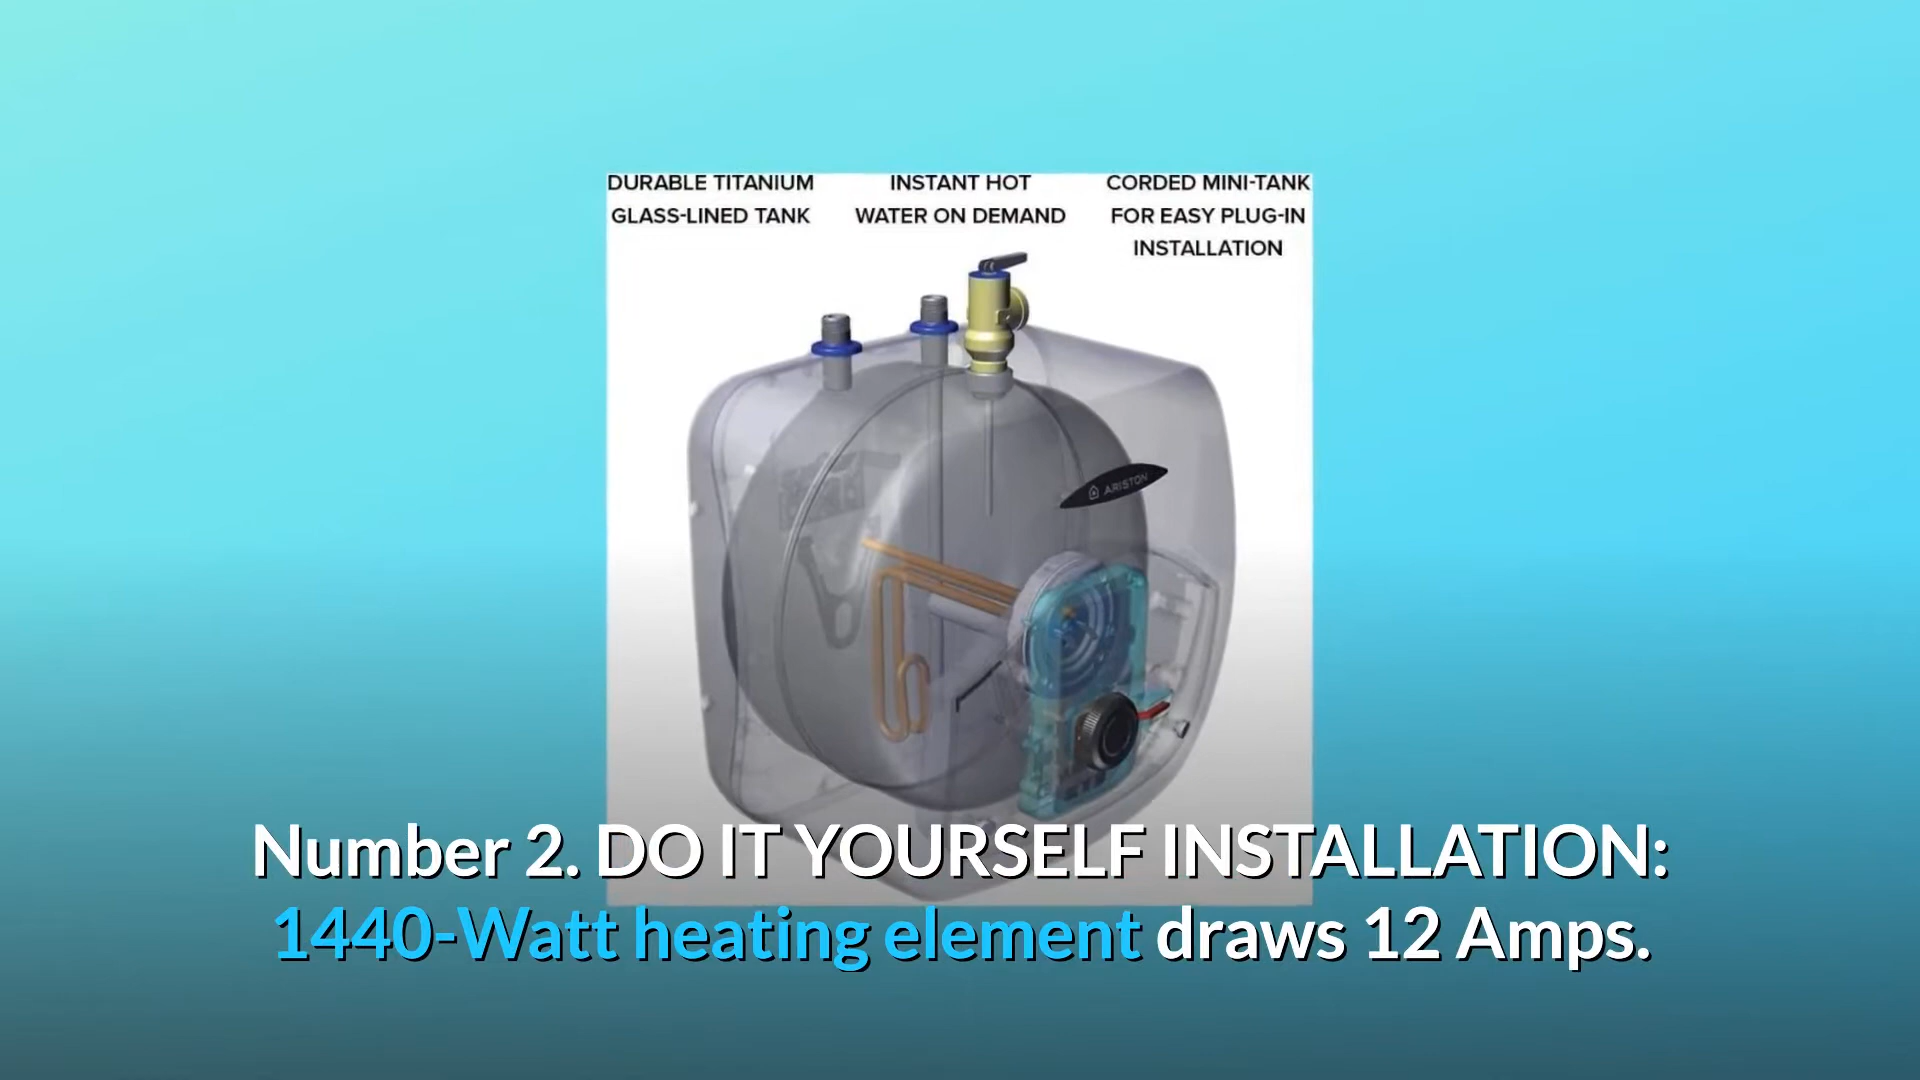 DURABLE TITANIUM
GLASS-LINED TANK
INSTANT HOT
WATER ON DEMAND
CORDED MINI-TANK
FOR EASY PLUG-IN
INSTALLATION
ARISTON
Number 2. DO IT YOURSELF INSTALLATION:
1440-Watt heating element draws 12 Amps.